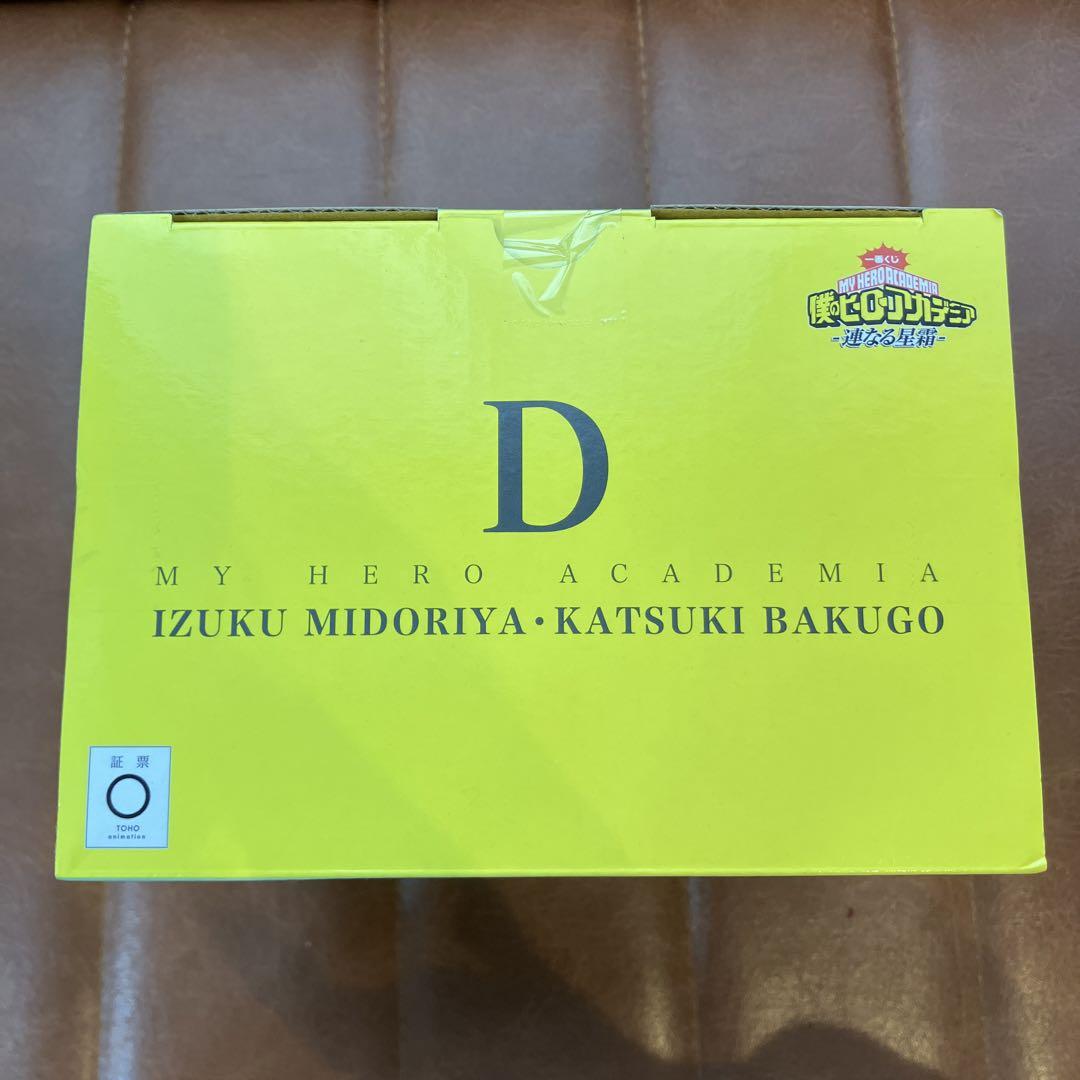 一番くじ
MY HERO ACADEMIA
僕のヒーローアカデミア
-連なる星霜-
D
MY HERO ACADEMIA
IZUKU MIDORIYA・KATSUKI BAKUGO
証票
TOHO
animation